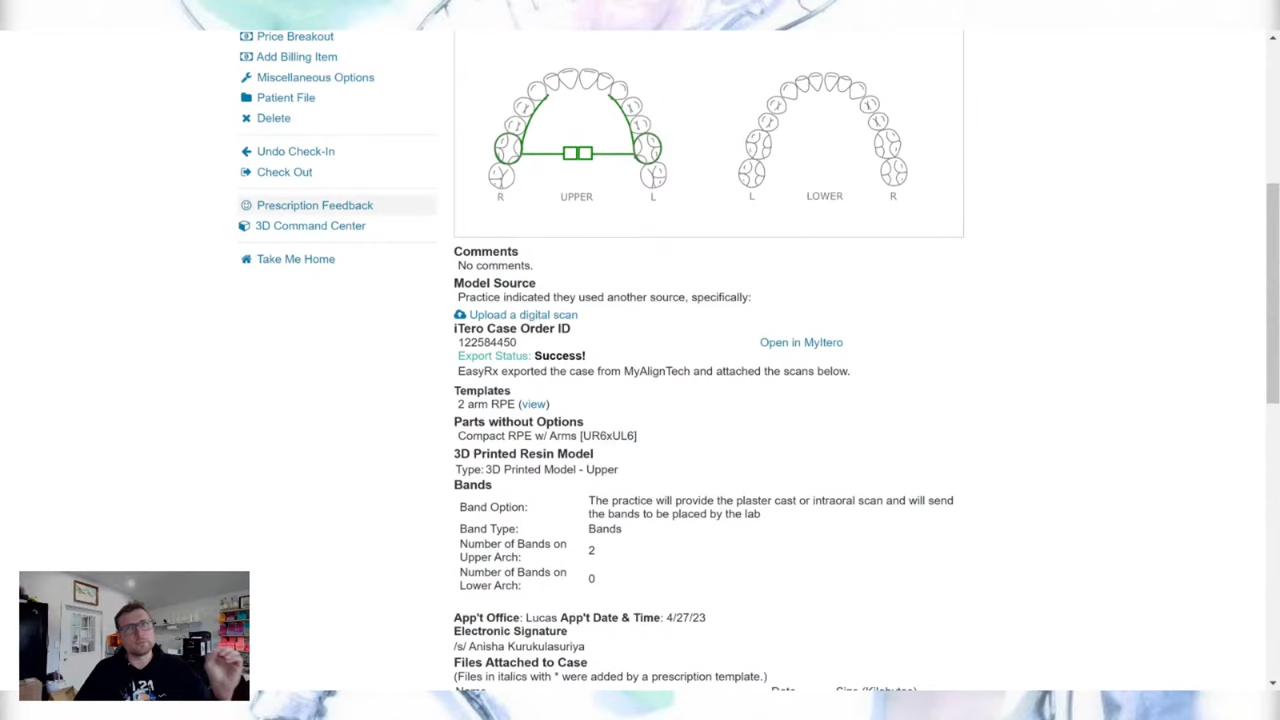 Price Breakout
Add Billing Item
Miscellaneous Options
Patient File
Delete
Undo Check-In
Check Out
Prescription Feedback
3D Command Center
Take Me Home
R UPPER L L LOWER R
Comments
No comments.
Model Source
Practice indicated they used another source, specifically:
Upload a digital scan
iTero Case Order ID
122584450 Open in MyItero
Export Status: Success!
EasyRx exported the case from MyAlignTech and attached the scans below.
Templates
2 arm RPE (view)
Parts without Options
Compact RPE w/ Arms [UR6xUL6]
3D Printed Resin Model
Type: 3D Printed Model - Upper
Bands
Band Option: The practice will provide the plaster cast or intraoral scan and will send
the bands to be placed by the lab
Band Type: Bands
Number of Bands on
Upper Arch: 2
Number of Bands on
Lower Arch: 0
App't Office: Lucas App't Date & Time: 4/27/23
Electronic Signature
/s/ Anisha Kurukulasuriya
Files Attached to Case
(Files in italics with * were added by a prescription template.)
Name Date Size (Kilobytes)